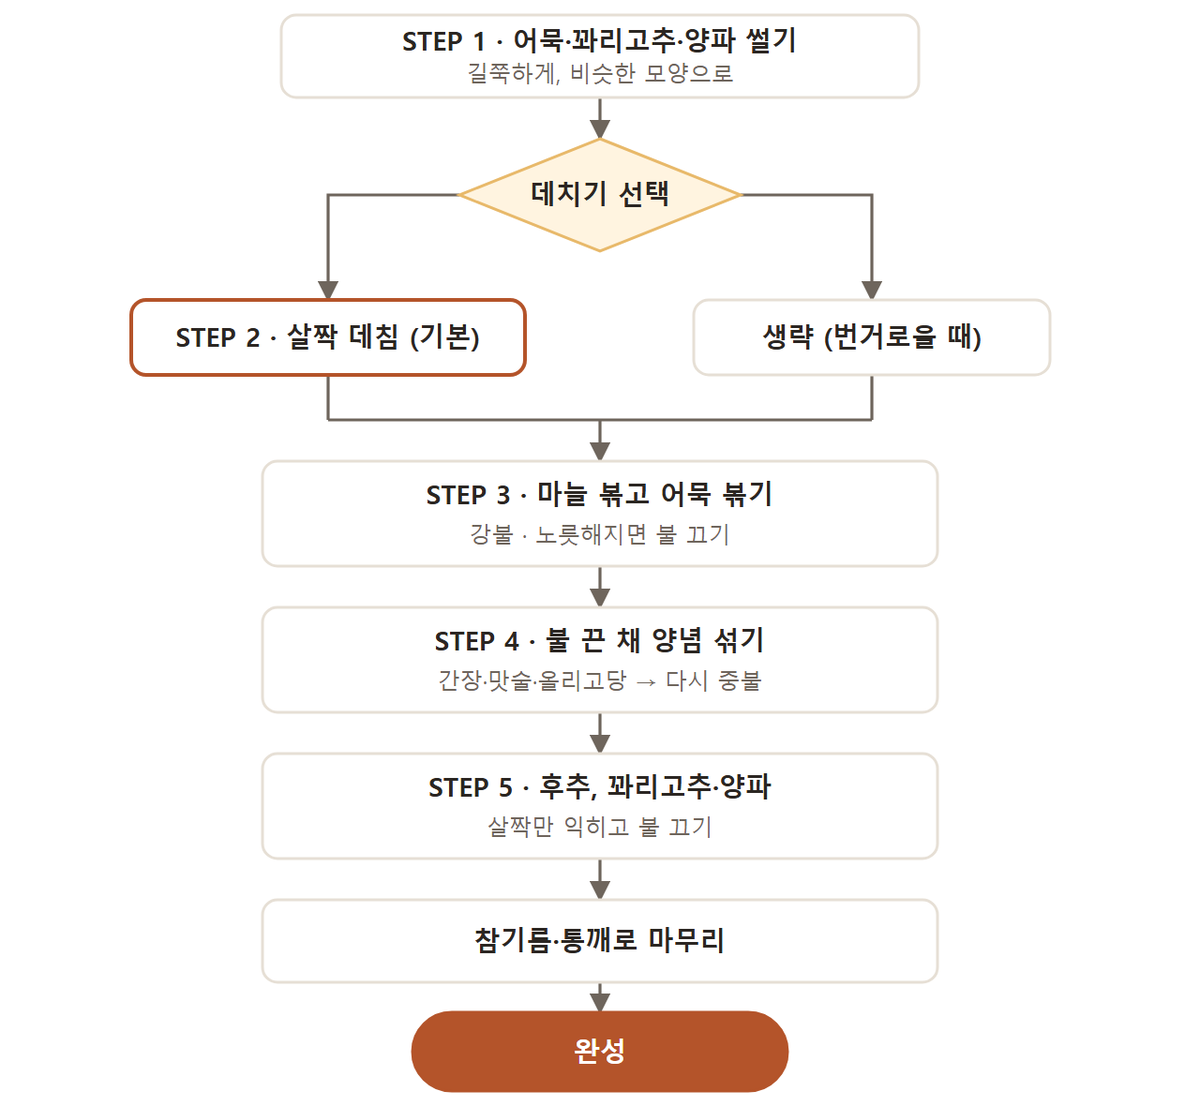 STEP 1 · 어묵·꽈리고추·양파 썰기
길쭉하게, 비슷한 모양으로
데치기 선택
STEP 2 · 살짝 데침 (기본)
생략 (번거로울 때)
STEP 3 · 마늘 볶고 어묵 볶기
강불 · 노릇해지면 불 끄기
STEP 4 · 불 끈 채 양념 섞기
간장·맛술·올리고당 → 다시 중불
STEP 5 · 후추, 꽈리고추·양파
살짝만 익히고 불 끄기
참기름·통깨로 마무리
완성